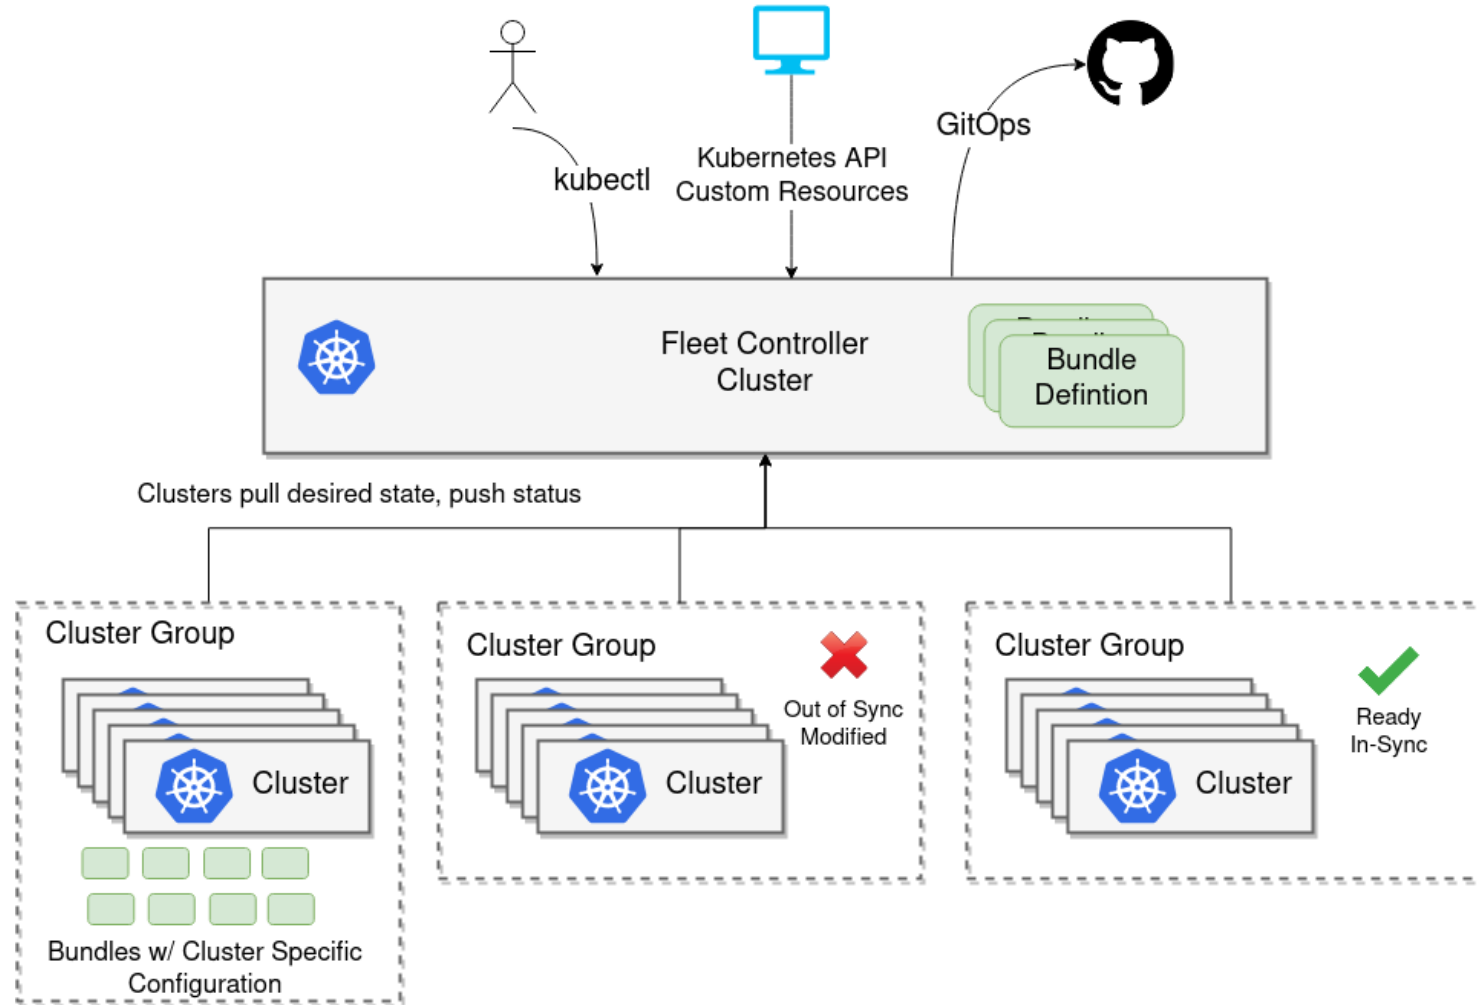 kubectl
Kubernetes API
Custom Resources
GitOps
Fleet Controller
Cluster
Bundle
Defintion
Clusters pull desired state, push status
Cluster Group
Cluster
Bundles w/ Cluster Specific
Configuration
Cluster Group
Out of Sync
Modified
Cluster
Cluster Group
Ready
In-Sync
Cluster